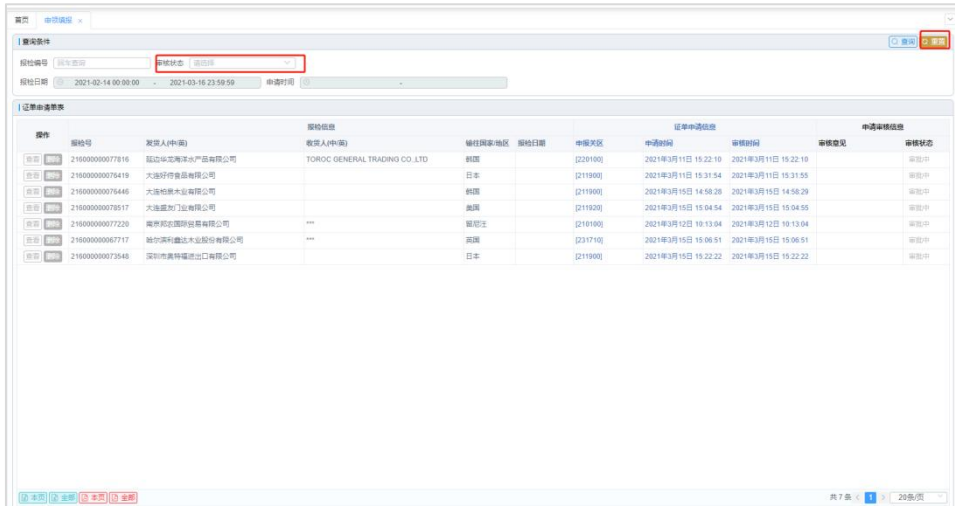 首页 申领填报 ×
查询条件 查询 重置
报检编号 回车查询 审核状态 请选择
报检日期 2021-02-14 00:00:00 - 2021-03-16 23:59:59 申请时间 -
证单申请单表
操作 报检信息 证单申请信息 申请审核信息
报检号 发货人(中/英) 收货人(中/英) 输往国家/地区 报检日期 申报关区 申请时间 审核时间 审核意见 审核状态
查看 删除 216000000077816 延边华龙海洋水产品有限公司 TOROC GENERAL TRADING CO.,LTD 韩国 [220100] 2021年3月11日 15:22:10 2021年3月11日 15:22:10 审批中
查看 删除 216000000076419 大连好侍食品有限公司 日本 [211900] 2021年3月11日 15:31:54 2021年3月11日 15:31:55 审批中
查看 删除 216000000076446 大连柏泉木业有限公司 韩国 [211900] 2021年3月15日 14:58:28 2021年3月15日 14:58:29 审批中
查看 删除 216000000078517 大连盛友门业有限公司 美国 [211920] 2021年3月15日 15:04:54 2021年3月15日 15:04:55 审批中
查看 删除 216000000077220 南京邦农国际贸易有限公司 *** 留尼汪 [210100] 2021年3月12日 10:13:04 2021年3月12日 10:13:04 审批中
查看 删除 216000000067717 哈尔滨利鑫达木业股份有限公司 *** 英国 [231710] 2021年3月15日 15:06:51 2021年3月15日 15:06:51 审批中
查看 删除 216000000073548 深圳市奥特福进出口有限公司 日本 [211900] 2021年3月15日 15:22:22 2021年3月15日 15:22:22 审批中
本页 全部 本页 全部 共 7 条 1 20条/页